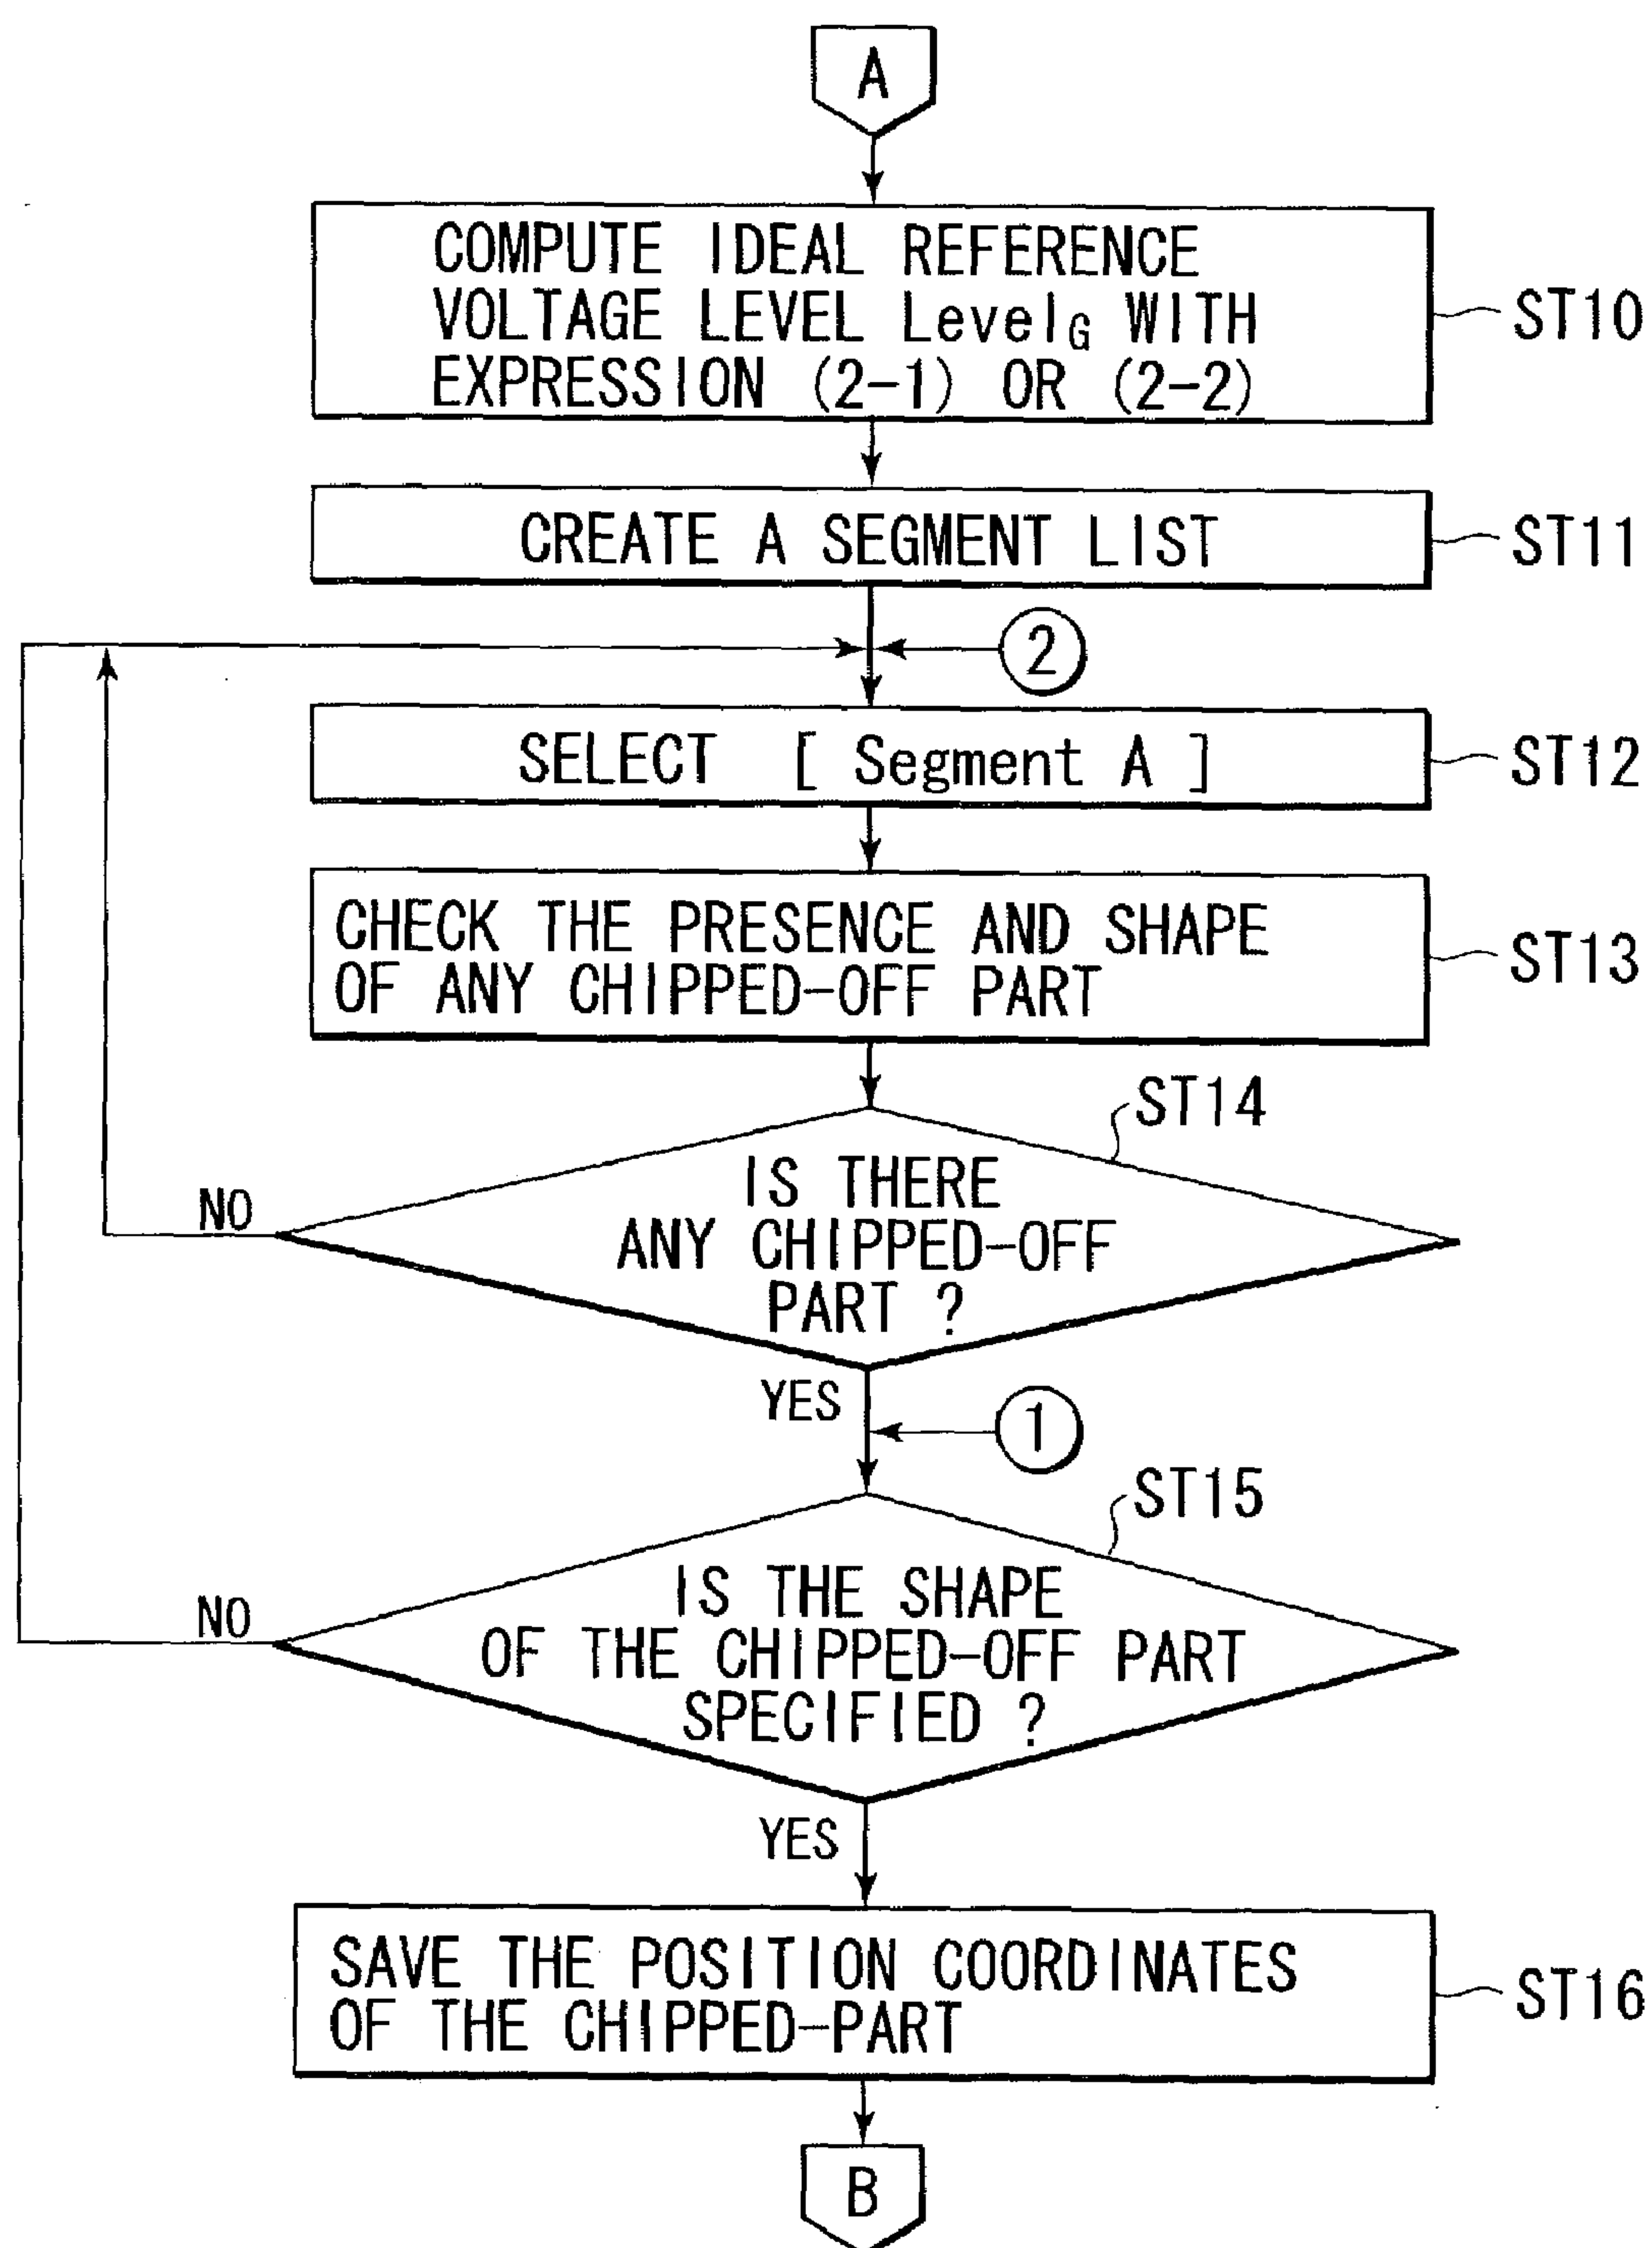 A
COMPUTE IDEAL REFERENCE
VOLTAGE LEVEL LevelG WITH
EXPRESSION (2-1) OR (2-2)
ST10
CREATE A SEGMENT LIST
ST11
2
SELECT [ Segment A ]
ST12
CHECK THE PRESENCE AND SHAPE
OF ANY CHIPPED-OFF PART
ST13
ST14
IS THERE
ANY CHIPPED-OFF
PART ?
NO
YES
1
ST15
IS THE SHAPE
OF THE CHIPPED-OFF PART
SPECIFIED ?
NO
YES
SAVE THE POSITION COORDINATES
OF THE CHIPPED-PART
ST16
B